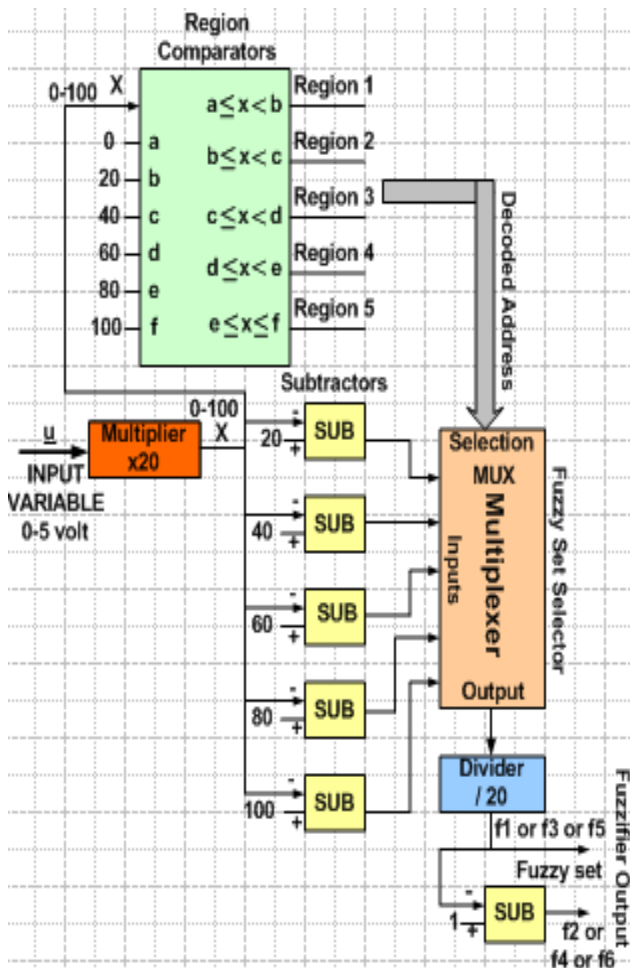 Region
Comparators
0-100 X
a≤x<b Region 1
0 a
b≤x<c Region 2
20 b
c≤x<d Region 3
40 c
d≤x<e Region 4
60 d
80 e
e≤x≤f Region 5
100 f
Decoded Address
Subtractors
0-100
X
u
Multiplier
x20
INPUT
VARIABLE
0-5 volt
-
20 +
SUB
-
40 +
SUB
-
60 +
SUB
-
80 +
SUB
-
100 +
SUB
Selection
MUX
Multiplexer
Inputs
Output
Fuzzy Set Selector
Divider
/ 20
f1 or f3 or f5
Fuzzy set
-
1 +
SUB
f2 or
f4 or f6
Fuzzifier Output